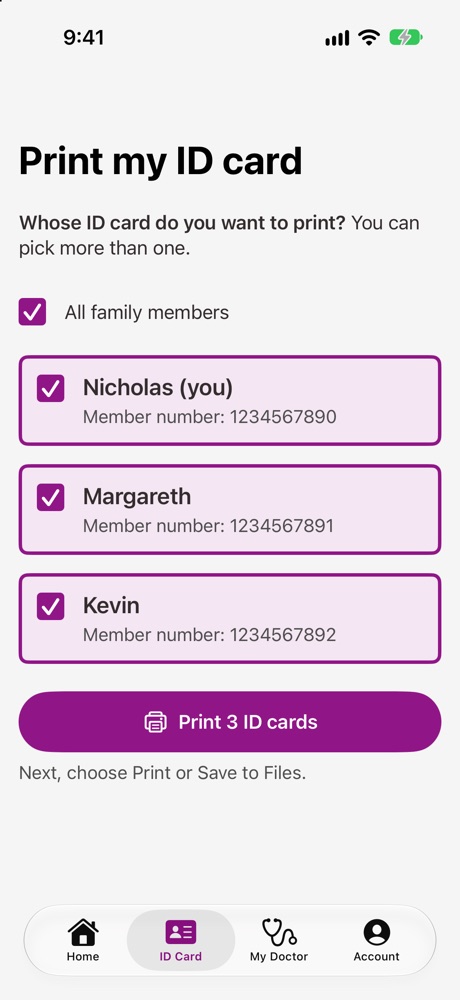 9:41
Print my ID card
Whose ID card do you want to print? You can
pick more than one.
All family members
Nicholas (you)
Member number: 1234567890
Margareth
Member number: 1234567891
Kevin
Member number: 1234567892
Print 3 ID cards
Next, choose Print or Save to Files.
Home
ID Card
My Doctor
Account